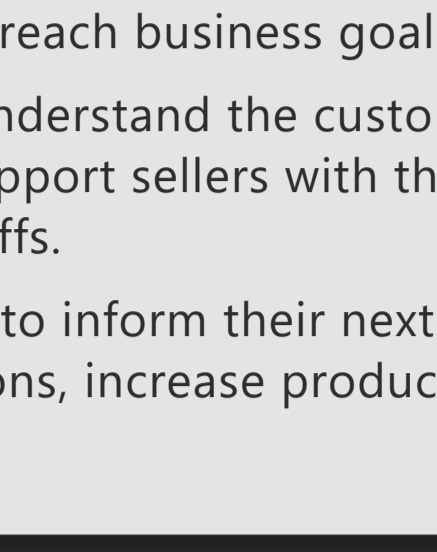 reach business goal
nderstand the custo
pport sellers with th
ffs.
to inform their next
ons, increase produc